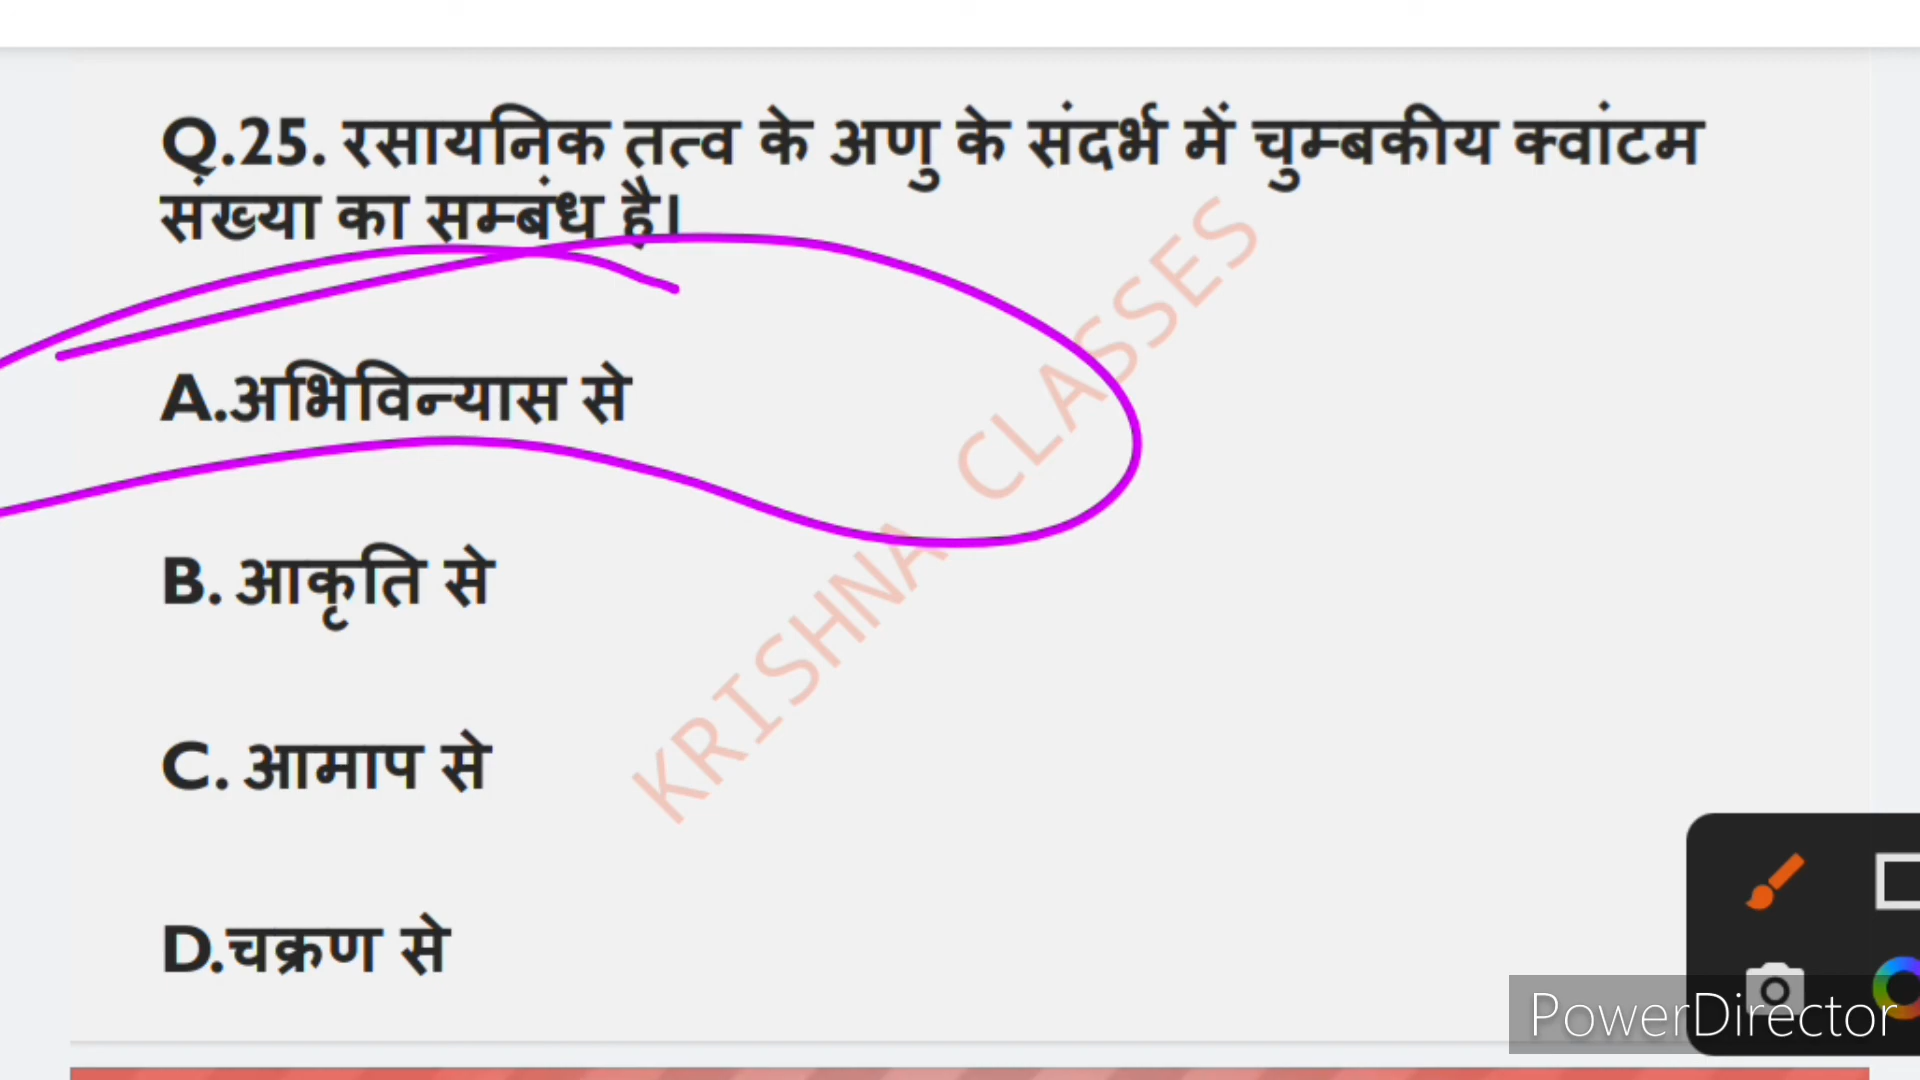 Q.25. रसायनिक तत्व के अणु के संदर्भ में चुम्बकीय क्वांटम
संख्या का सम्बंध है।
A.अभिविन्यास से
B. आकृति से
C. आमाप से
D.चक्रण से
KRISHNA CLASSES
PowerDirector